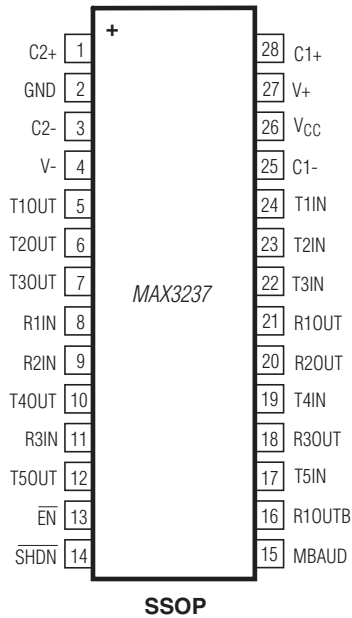 +
C2+ 1 28 C1+
GND 2 27 V+
C2- 3 26 VCC
V- 4 25 C1-
T1OUT 5 24 T1IN
T2OUT 6 23 T2IN
T3OUT 7 22 T3IN
MAX3237
R1IN 8 21 R1OUT
R2IN 9 20 R2OUT
T4OUT 10 19 T4IN
R3IN 11 18 R3OUT
T5OUT 12 17 T5IN
E̅N̅ 13 16 R1OUTB
S̅H̅D̅N̅ 14 15 MBAUD
SSOP